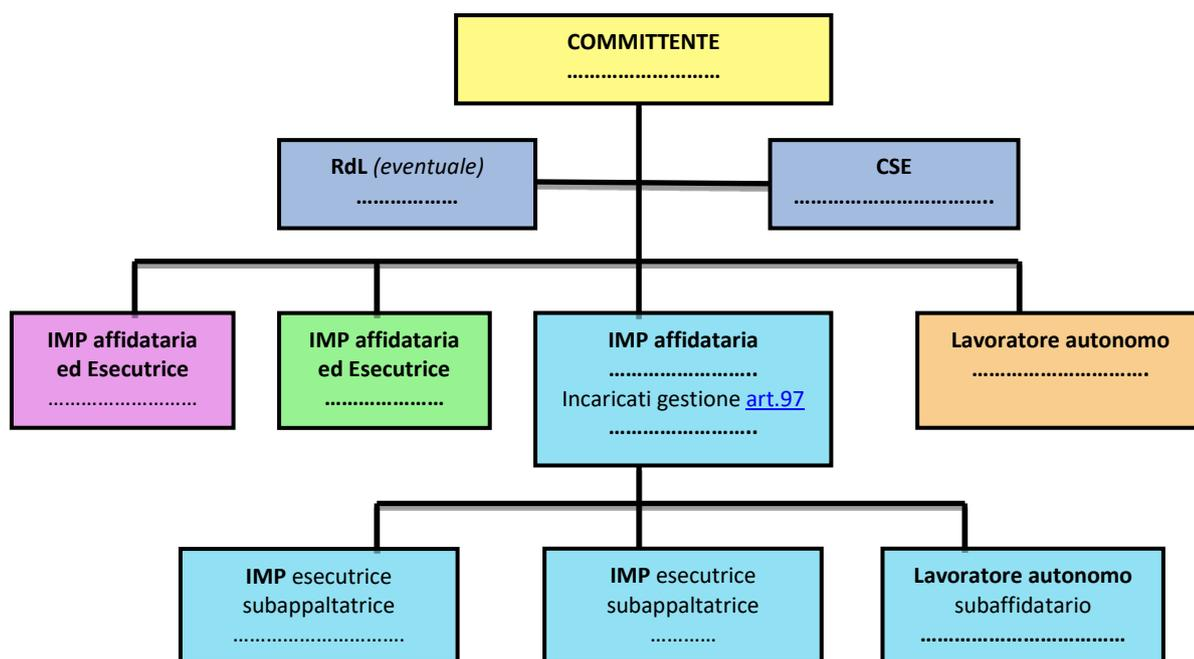 COMMITTENTE
………………………
RdL (eventuale)
………………
CSE
……………………………..
IMP affidataria
ed Esecutrice
………………………
IMP affidataria
ed Esecutrice
…………………
IMP affidataria
……………………..
Incaricati gestione art.97
……………………..
Lavoratore autonomo
………………………….
IMP esecutrice
subappaltatrice
………………………….
IMP esecutrice
subappaltatrice
…………
Lavoratore autonomo
subaffidatario
………………………………